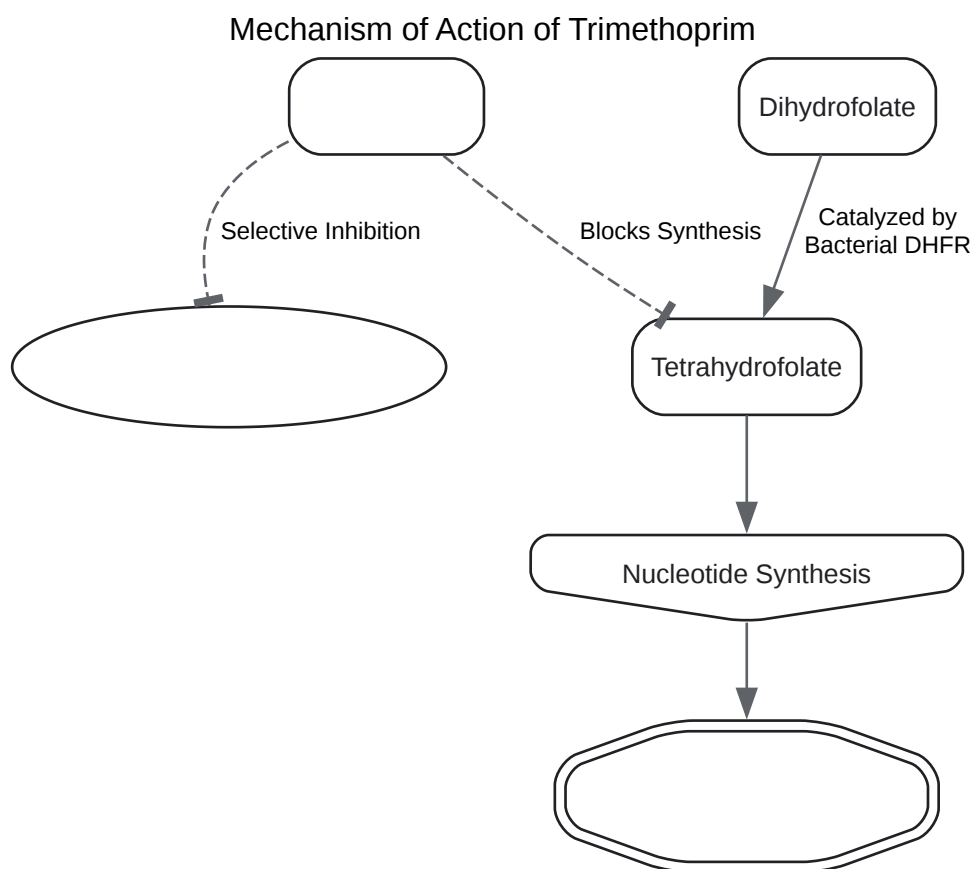 Mechanism of Action of Trimethoprim
Dihydrofolate
Selective Inhibition
Blocks Synthesis
Catalyzed by
Bacterial DHFR
Tetrahydrofolate
Nucleotide Synthesis